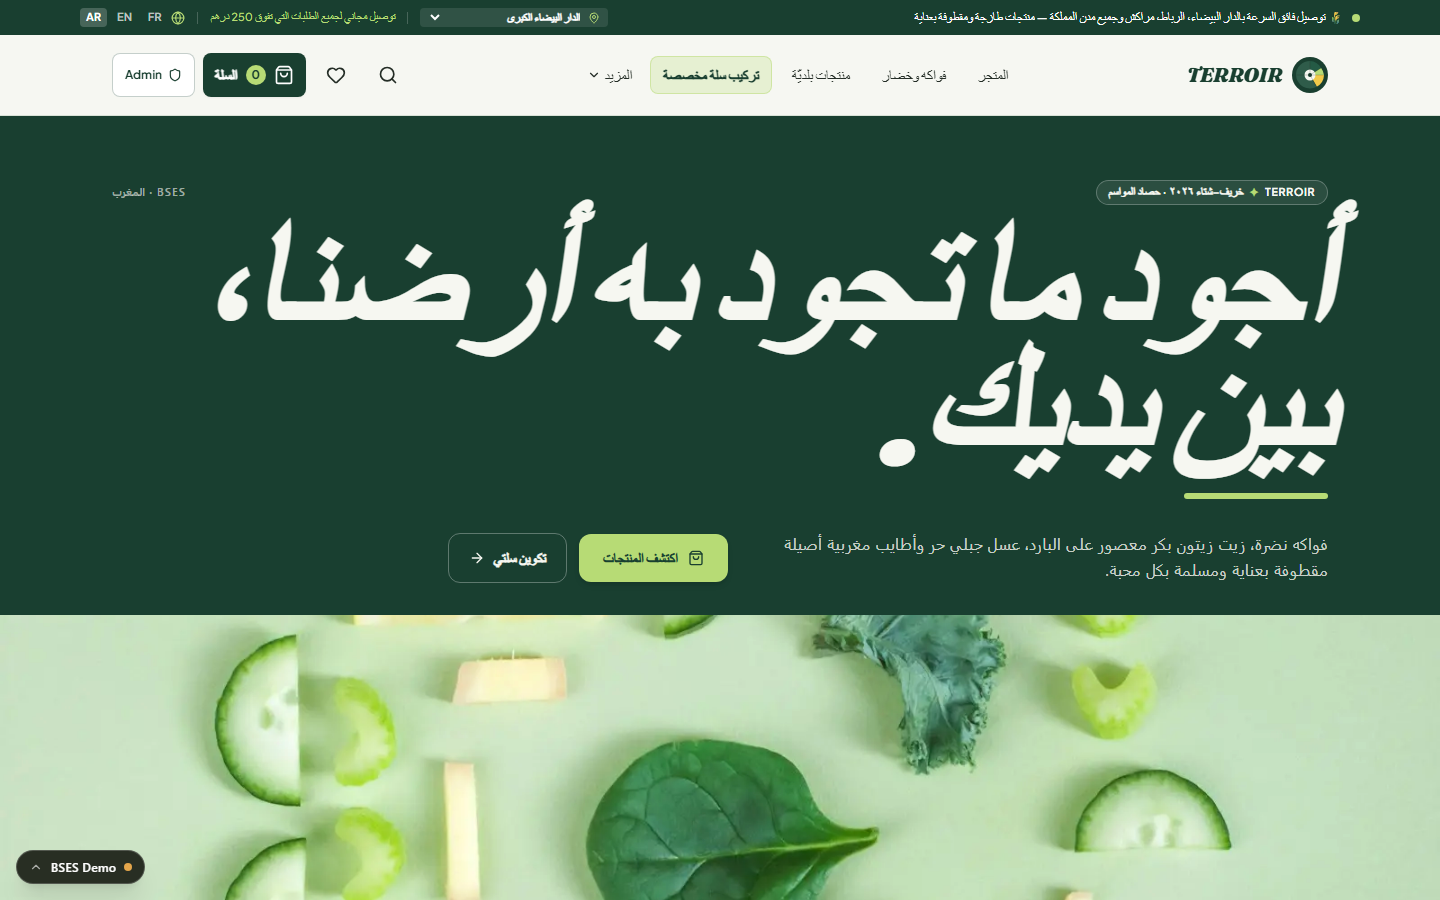 🌾 توصيل فائق السرعة بالدار البيضاء، الرباط، مراكش وجميع مدن المملكة — منتجات طازجة ومقطوفة بعناية
الدار البيضاء الكبرى
توصيل مجاني لجميع الطلبات التي تفوق 250 درهم
FR EN AR
TERROIR
المتجر
فواكه وخضار
منتجات بلديّة
تركيب سلة مخصصة
المزيد
السلة 0
Admin
TERROIR ✦ خريف–شتاء ٢٠٢٦ · حصاد المواسم
BSES · المغرب
أجود ما تجود به أرضنا،
بين يديك.
فواكه نضرة، زيت زيتون بكر معصور على البارد، عسل جبلي حر وأطايب مغربية أصيلة
مقطوفة بعناية ومسلمة بكل محبة.
اكتشف المنتجات
تكوين سلتي
BSES Demo